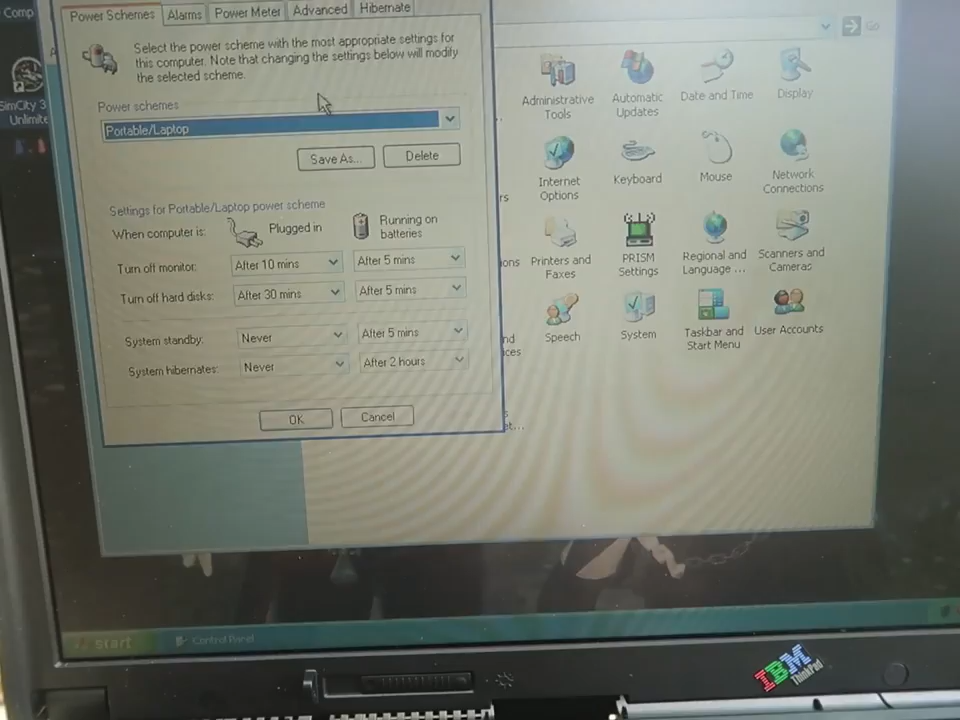 Comp
Power Schemes
Alarms
Power Meter
Advanced
Hibernate
Select the power scheme with the most appropriate settings for
this computer. Note that changing the settings below will modify
the selected scheme.
Power schemes
Portable/Laptop
Save As...
Delete
Settings for Portable/Laptop power scheme
When computer is:
Plugged in
Running on
batteries
Turn off monitor:
After 10 mins
After 5 mins
Turn off hard disks:
After 30 mins
After 5 mins
System standby:
Never
After 5 mins
System hibernates:
Never
After 2 hours
OK
Cancel
SimCity 3
Unlimite
Go
Administrative
Tools
Automatic
Updates
Date and Time
Display
Internet
Options
Keyboard
Mouse
Network
Connections
rs
ons
Printers and
Faxes
PRISM
Settings
Regional and
Language ...
Scanners and
Cameras
nd
ices
Speech
System
Taskbar and
Start Menu
User Accounts
s
et...
start
Control Panel
IBM
ThinkPad